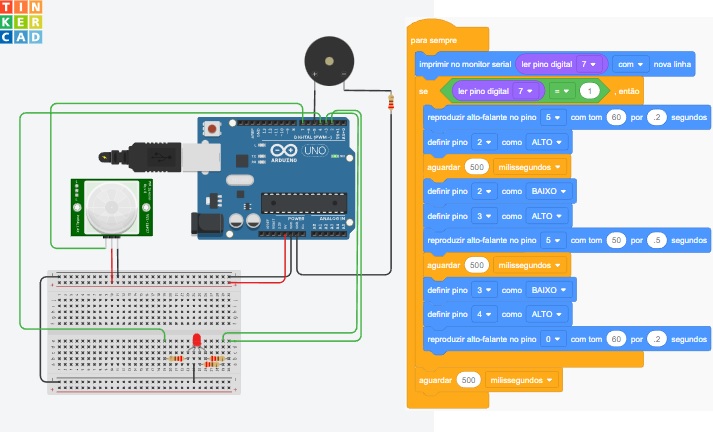 TIN
KER
CAD
DIGITAL (PWM ~)
ARDUINO
UNO
POWER
ANALOG IN
para sempre
imprimir no monitor serial ler pino digital 7 com nova linha
se ler pino digital 7 = 1 , então
reproduzir alto-falante no pino 5 com tom 60 por .2 segundos
definir pino 2 como ALTO
aguardar 500 milissegundos
definir pino 2 como BAIXO
definir pino 3 como ALTO
reproduzir alto-falante no pino 5 com tom 50 por .5 segundos
aguardar 500 milissegundos
definir pino 3 como BAIXO
definir pino 4 como ALTO
reproduzir alto-falante no pino 0 com tom 60 por .2 segundos
aguardar 500 milissegundos